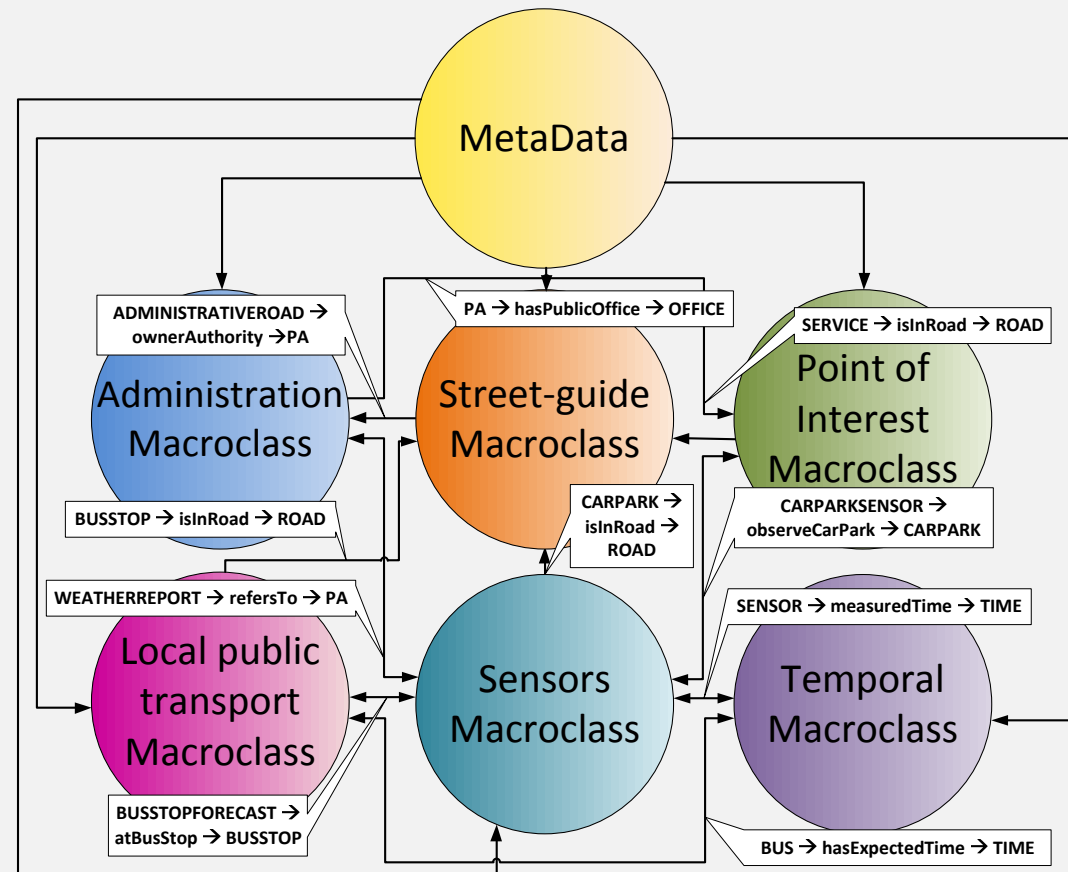 MetaData
ADMINISTRATIVEROAD →
ownerAuthority →PA
PA → hasPublicOffice → OFFICE
SERVICE → isInRoad → ROAD
Administration
Macroclass
Street-guide
Macroclass
Point of
Interest
Macroclass
BUSSTOP → isInRoad → ROAD
CARPARK →
isInRoad →
ROAD
CARPARKSENSOR →
observeCarPark → CARPARK
WEATHERREPORT → refersTo → PA
SENSOR → measuredTime → TIME
Local public
transport
Macroclass
Sensors
Macroclass
Temporal
Macroclass
BUSSTOPFORECAST →
atBusStop → BUSSTOP
BUS → hasExpectedTime → TIME